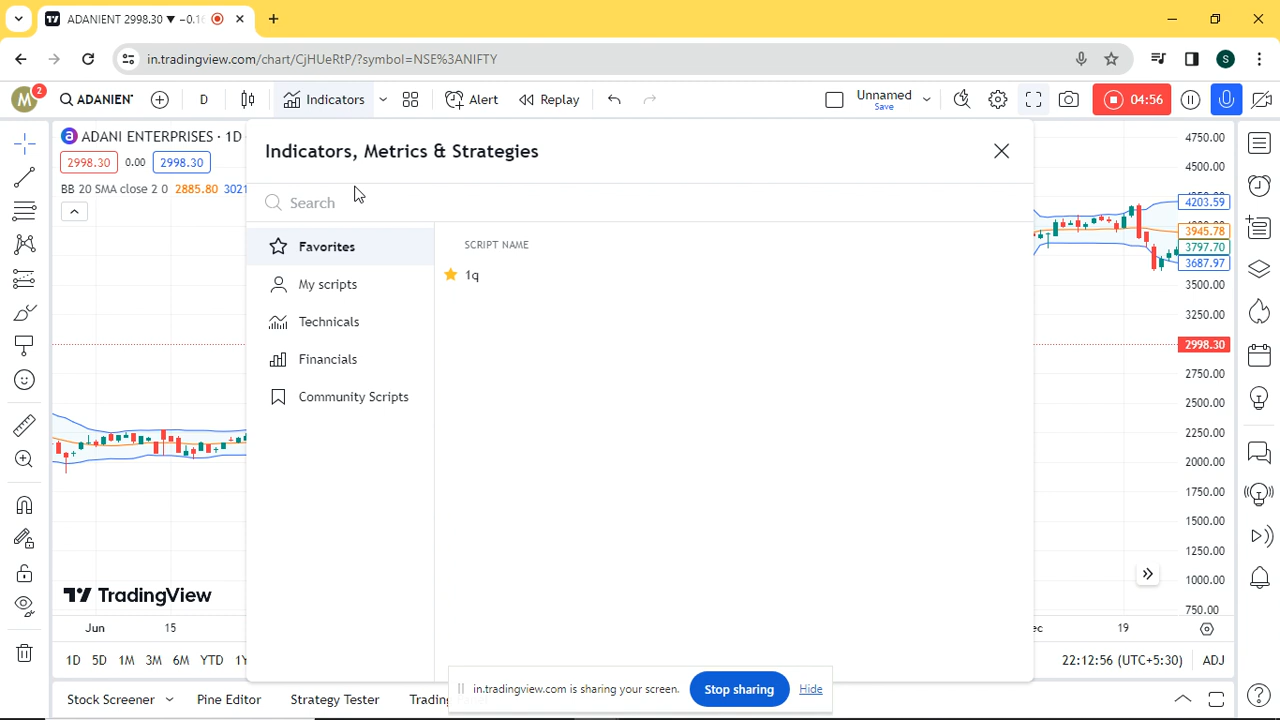 ADANIENT 2998.30 ▼ −0.16
in.tradingview.com/chart/CjHUeRtP/?symbol=NSE%3ANIFTY
S
M
2
ADANIENT
D
Indicators
Alert
Replay
Unnamed
Save
04:56
a ADANI ENTERPRISES · 1D
2998.30 0.00 2998.30
BB 20 SMA close 2 0 2885.80 3021
Indicators, Metrics & Strategies
Search
Favorites
My scripts
Technicals
Financials
Community Scripts
SCRIPT NAME
1q
4750.00
4500.00
4203.59
3945.78
3797.70
3687.97
3500.00
3250.00
2998.30
2750.00
2500.00
2250.00
2000.00
1750.00
1500.00
1250.00
1000.00
750.00
TradingView
Jun 15
19
1D 5D 1M 3M 6M YTD 1Y
22:12:56 (UTC+5:30) ADJ
in.tradingview.com is sharing your screen. Stop sharing Hide
Stock Screener Pine Editor Strategy Tester Trading